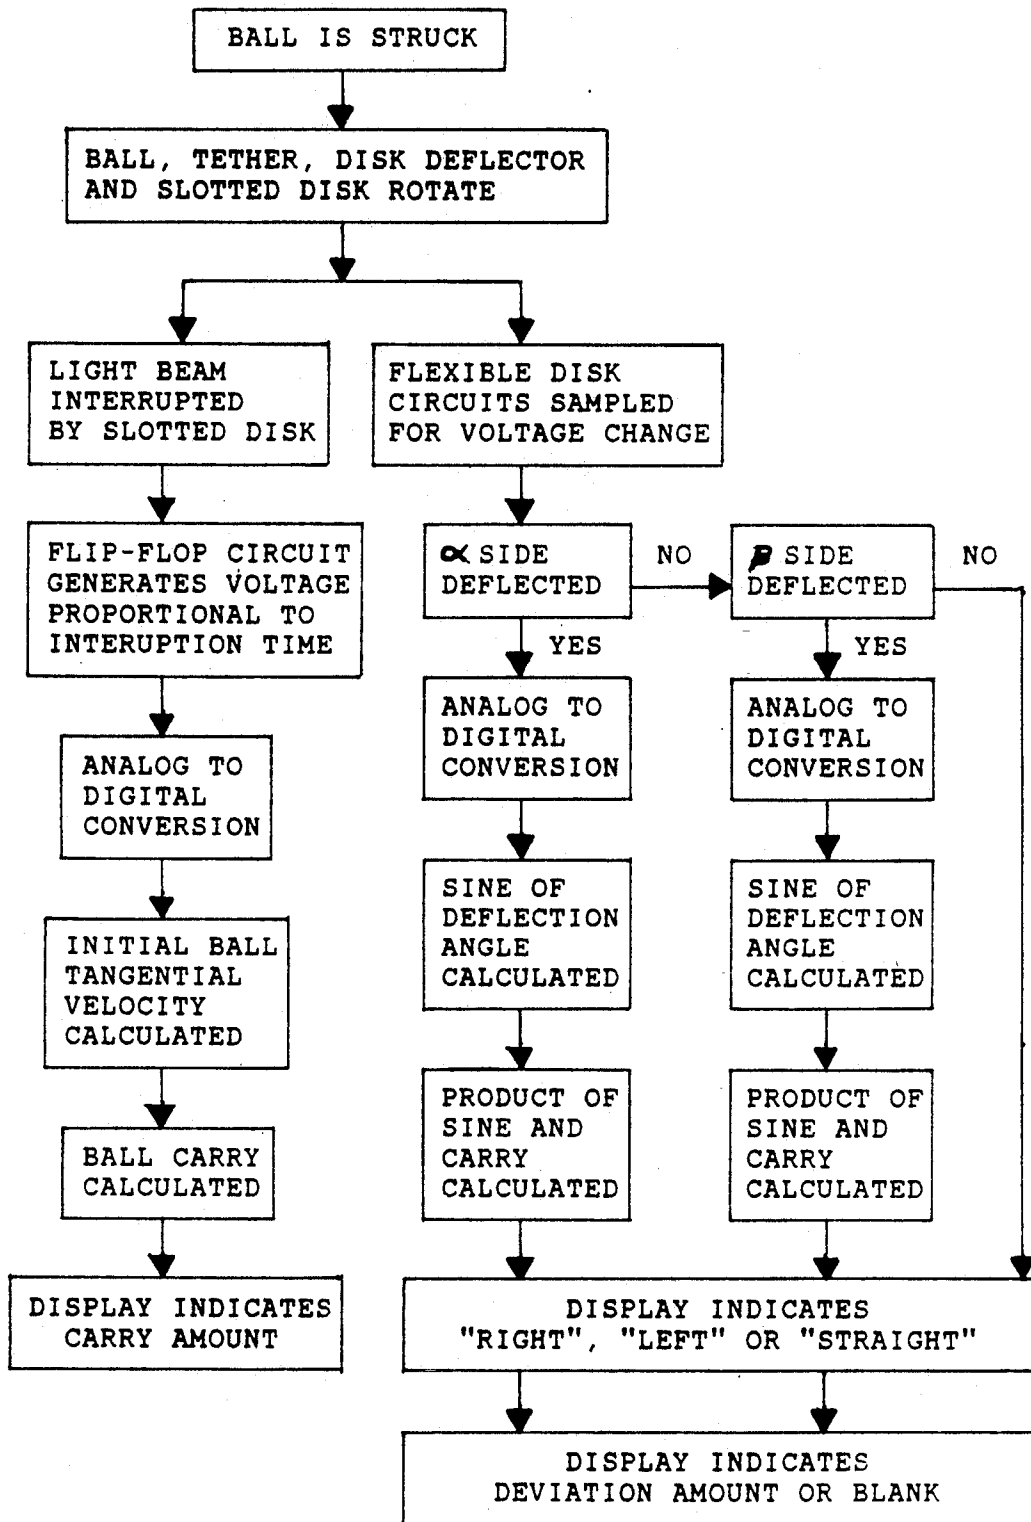 BALL IS STRUCK
BALL, TETHER, DISK DEFLECTOR
AND SLOTTED DISK ROTATE
LIGHT BEAM
INTERRUPTED
BY SLOTTED DISK
FLEXIBLE DISK
CIRCUITS SAMPLED
FOR VOLTAGE CHANGE
FLIP-FLOP CIRCUIT
GENERATES VOLTAGE
PROPORTIONAL TO
INTERUPTION TIME
∝ SIDE
DEFLECTED
NO
YES
β SIDE
DEFLECTED
NO
YES
ANALOG TO
DIGITAL
CONVERSION
ANALOG TO
DIGITAL
CONVERSION
ANALOG TO
DIGITAL
CONVERSION
INITIAL BALL
TANGENTIAL
VELOCITY
CALCULATED
SINE OF
DEFLECTION
ANGLE
CALCULATED
SINE OF
DEFLECTION
ANGLE
CALCULATED
BALL CARRY
CALCULATED
PRODUCT OF
SINE AND
CARRY
CALCULATED
PRODUCT OF
SINE AND
CARRY
CALCULATED
DISPLAY INDICATES
CARRY AMOUNT
DISPLAY INDICATES
"RIGHT", "LEFT" OR "STRAIGHT"
DISPLAY INDICATES
DEVIATION AMOUNT OR BLANK